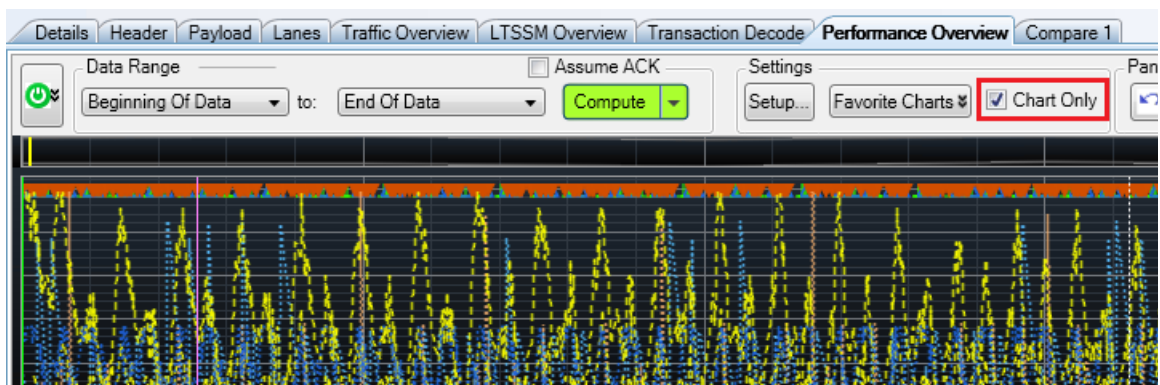 Details Header Payload Lanes Traffic Overview LTSSM Overview Transaction Decode Performance Overview Compare 1
Data Range Assume ACK Settings Pan
Beginning Of Data to: End Of Data Compute Setup... Favorite Charts Chart Only